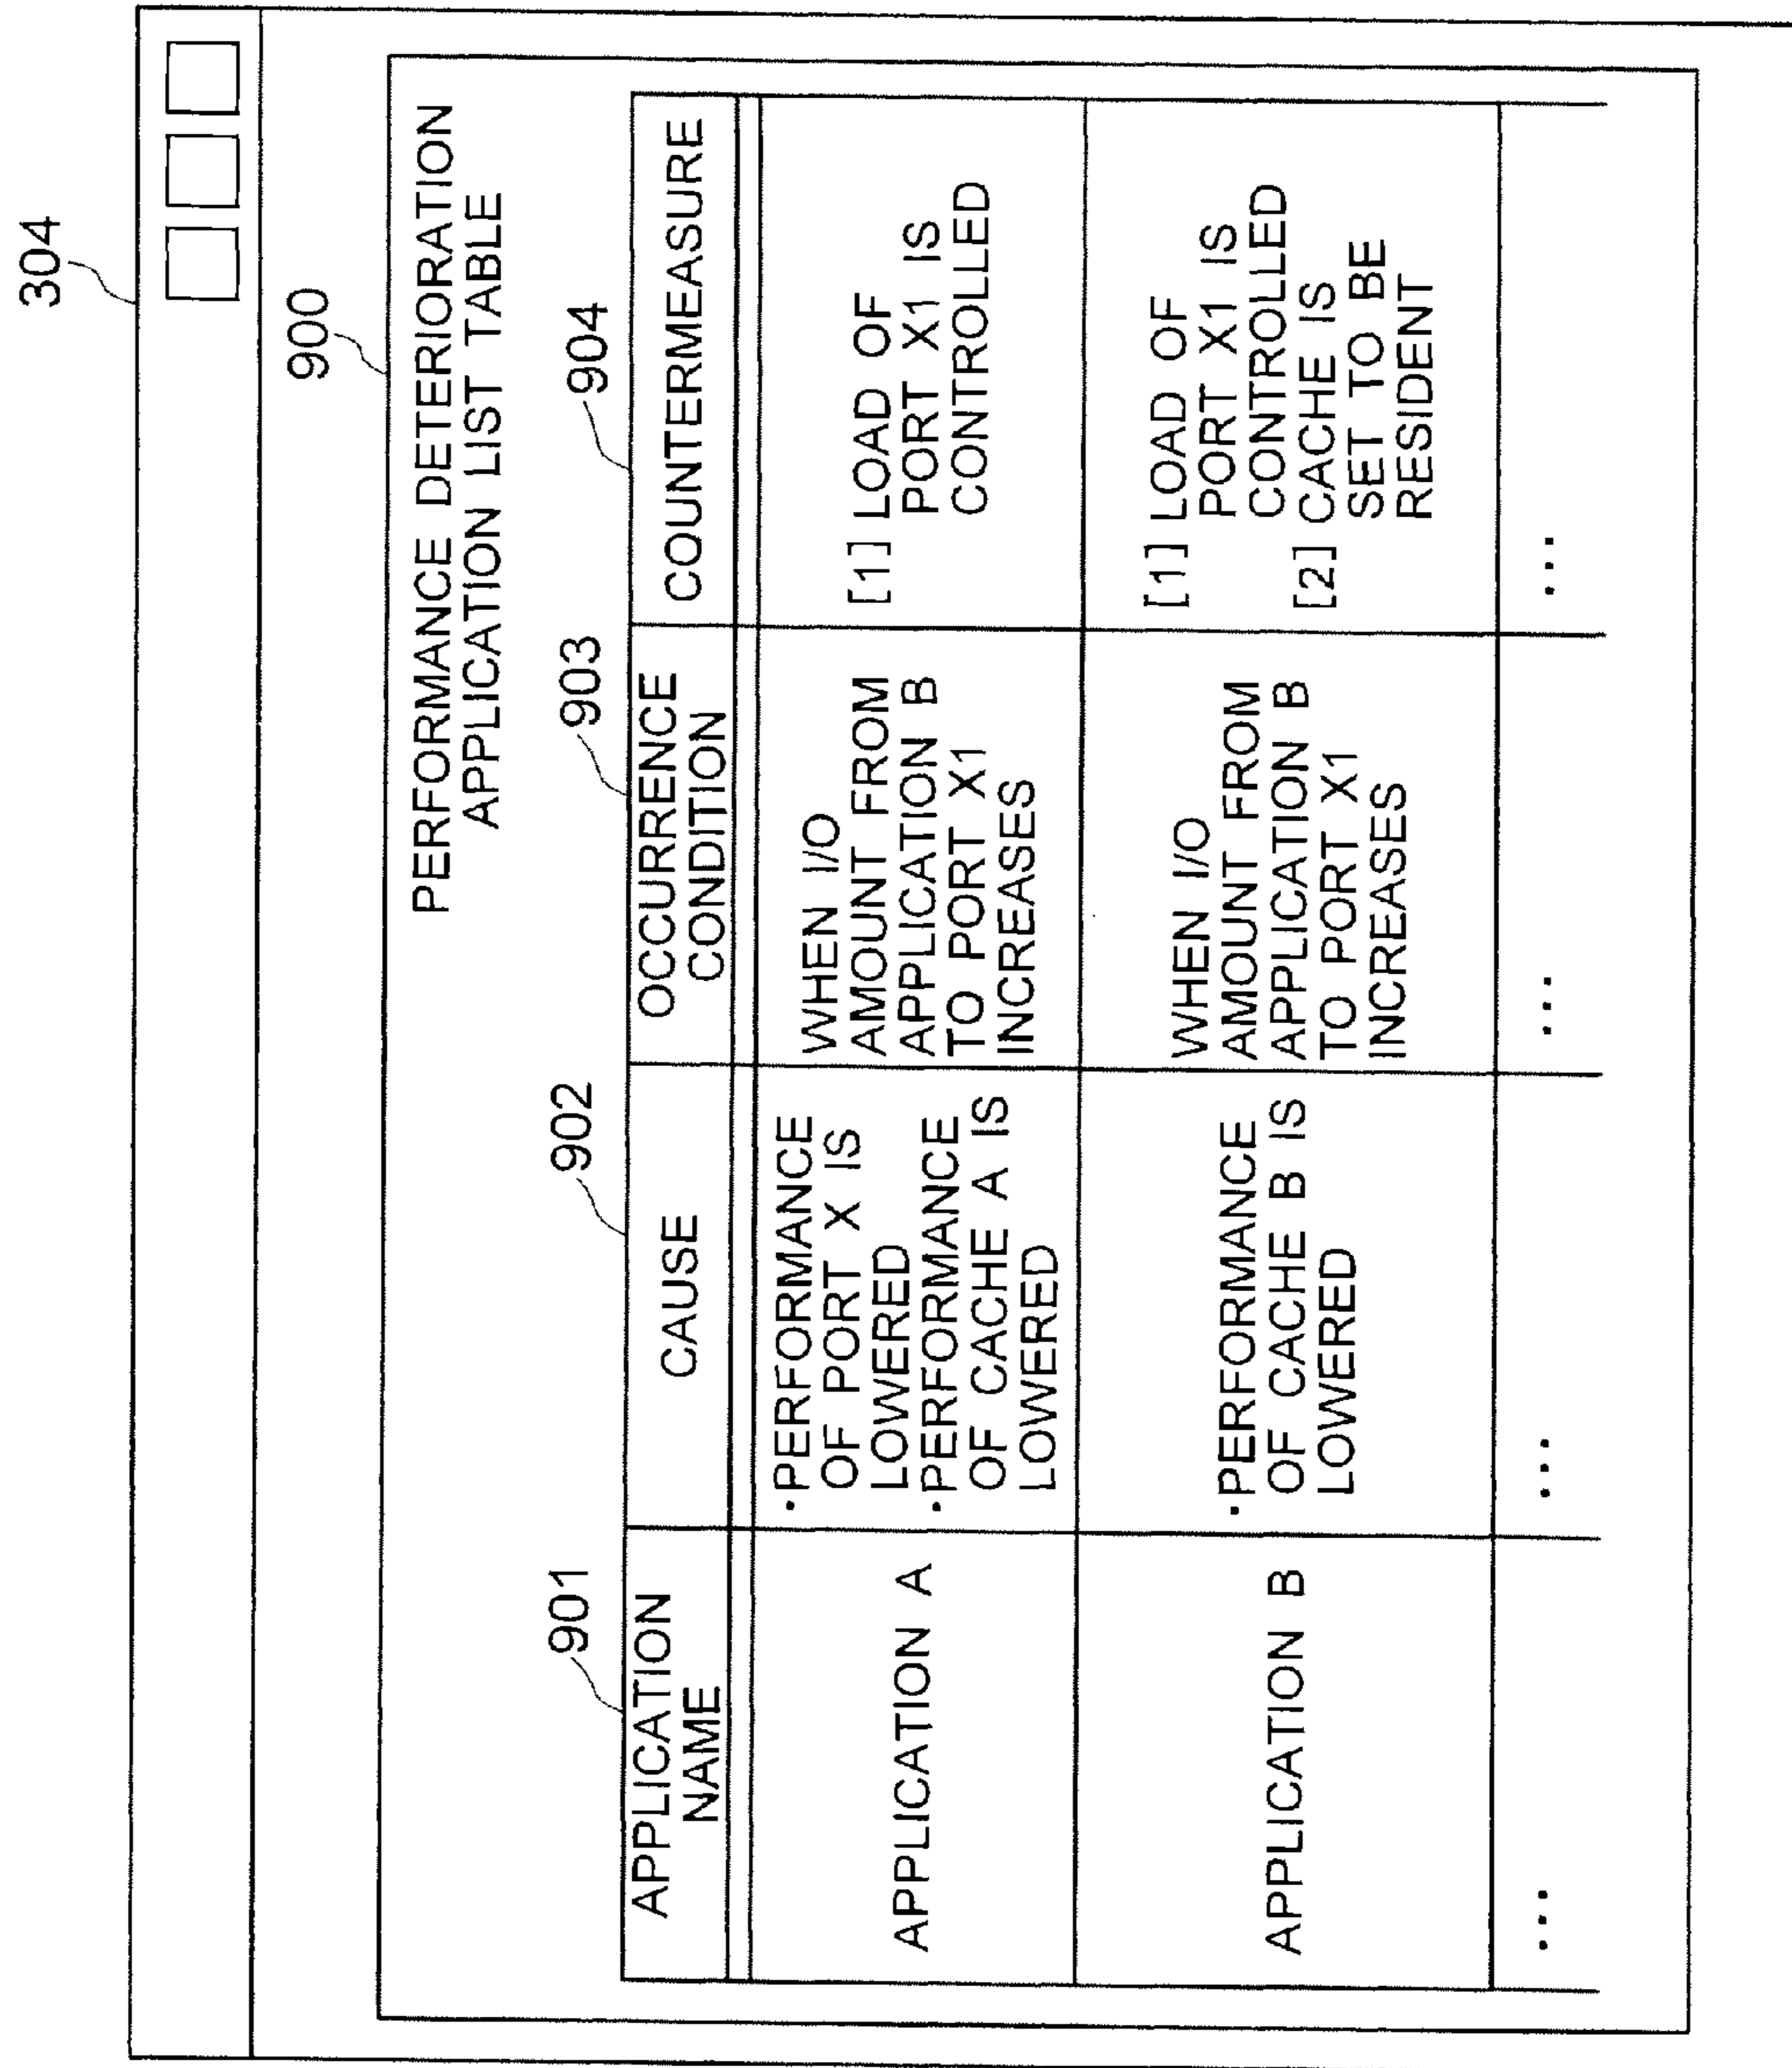 304
900
PERFORMANCE DETERIORATION
APPLICATION LIST TABLE
901
902
903
904
APPLICATION
NAME
CAUSE
OCCURRENCE
CONDITION
COUNTERMEASURE
APPLICATION A
·PERFORMANCE
OF PORT X IS
LOWERED
·PERFORMANCE
OF CACHE A IS
LOWERED
WHEN I/O
AMOUNT FROM
APPLICATION B
TO PORT X1
INCREASES
[1] LOAD OF
PORT X1 IS
CONTROLLED
APPLICATION B
·PERFORMANCE
OF CACHE B IS
LOWERED
WHEN I/O
AMOUNT FROM
APPLICATION B
TO PORT X1
INCREASES
[1] LOAD OF
PORT X1 IS
CONTROLLED
[2] CACHE IS
SET TO BE
RESIDENT
...
...
...
...